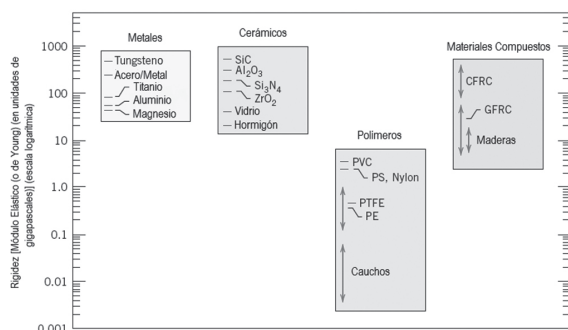 Rigidez [Módulo Elástico (o de Young) (en unidades de
gigapascales)] (escala logarítmica)
1000
100
10
1.0
0.1
0.01
0.001
Metales
Tungsteno
Acero/Metal
Titanio
Aluminio
Magnesio
Cerámicos
SiC
Al₂O₃
Si₃N₄
ZrO₂
Vidrio
Hormigón
Polimeros
PVC
PS, Nylon
PTFE
PE
Cauchos
Materiales Compuestos
CFRC
GFRC
Maderas